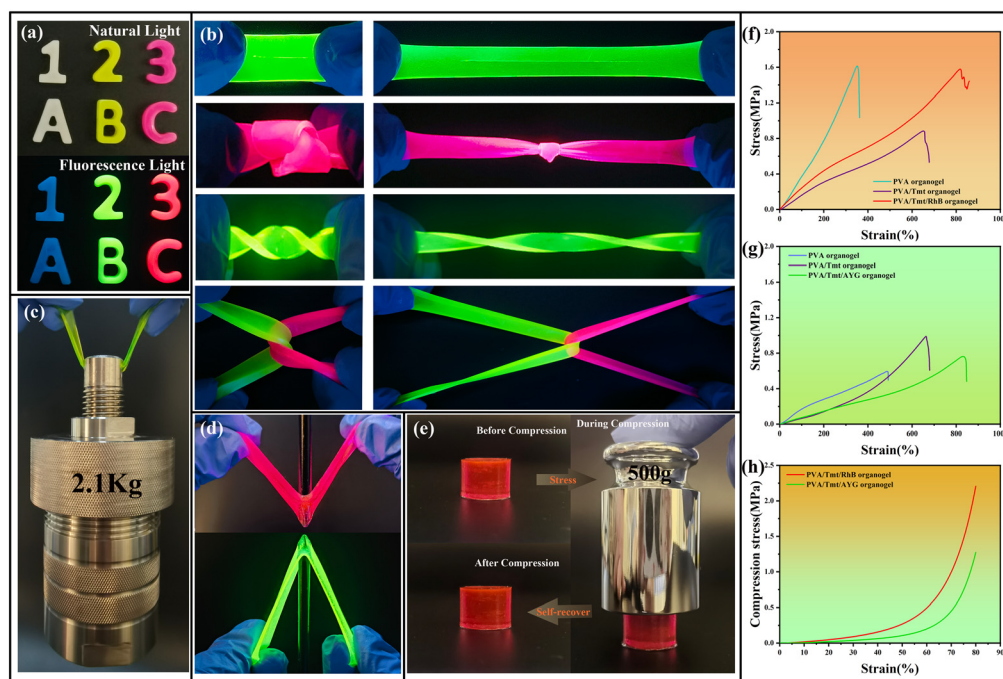 (a)
Natural Light
1 2 3
A B C
Fluorescence Light
1 2 3
A B C
(b)
(c)
2.1Kg
(d)
(e)
Before Compression
During Compression
Stress
500g
After Compression
Self-recover
(f)
Stress(MPa)
2.0
1.6
1.2
0.8
0.4
0.0
PVA organogel
PVA/Tmt organogel
PVA/Tmt/RhB organogel
0 200 400 600 800 1000
Strain(%)
(g)
Stress(MPa)
2.0
1.6
1.2
0.8
0.4
0.0
PVA organogel
PVA/Tmt organogel
PVA/Tmt/AYG organogel
0 200 400 600 800 1000
Strain(%)
(h)
Compression stress(MPa)
2.5
2.0
1.5
1.0
0.5
0.0
PVA/Tmt/RhB organogel
PVA/Tmt/AYG organogel
0 10 20 30 40 50 60 70 80 90
Strain(%)